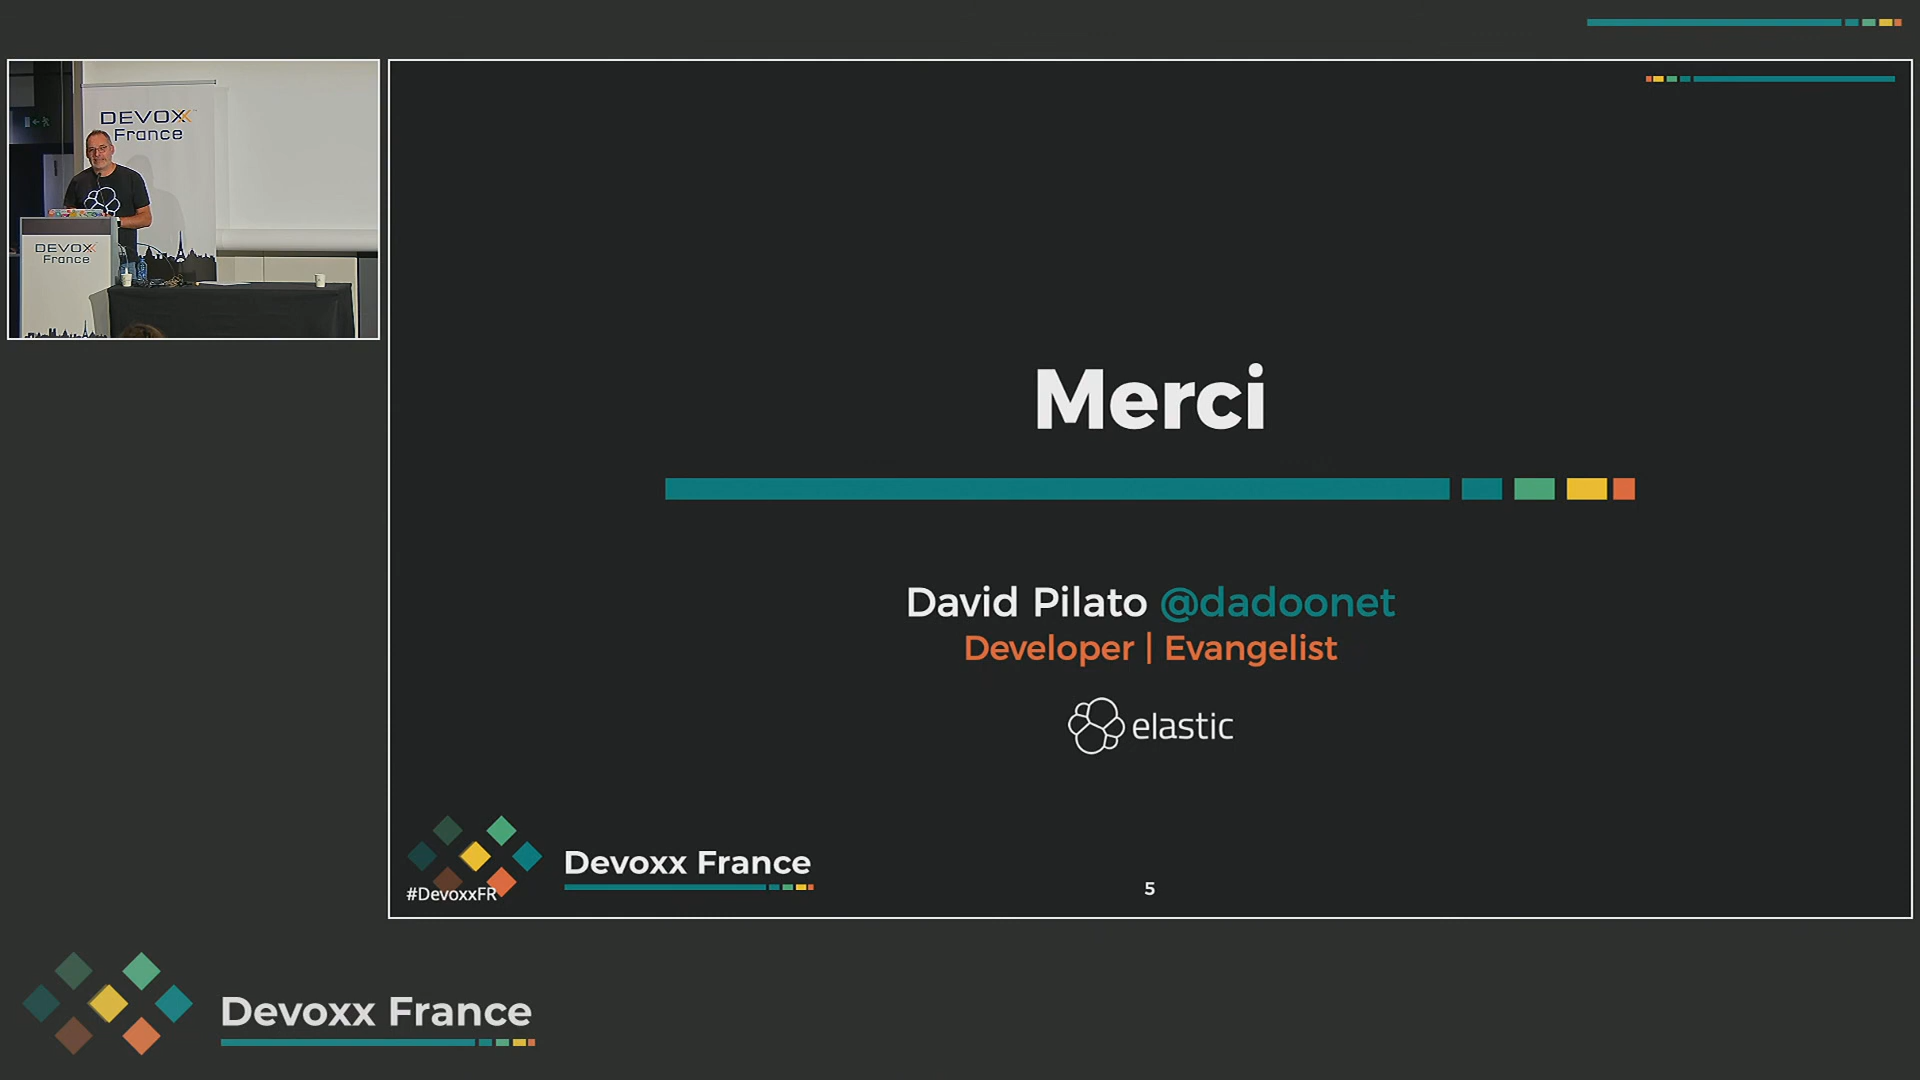 DEVOXX
France
DEVOXX
France
Merci
David Pilato @dadoonet
Developer | Evangelist
elastic
#DevoxxFR
Devoxx France
5
Devoxx France